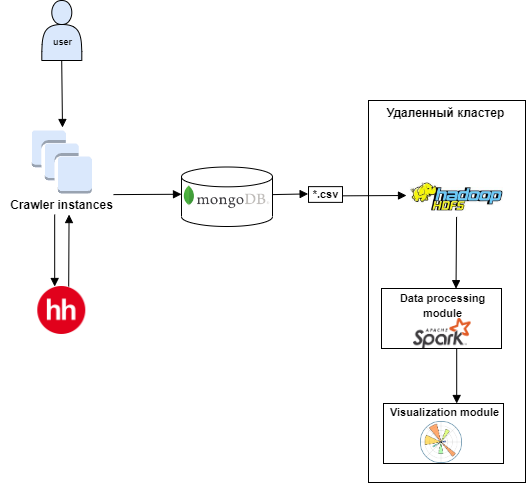 user
Удаленный кластер
Crawler instances
mongoDB
*.csv
hadoop
HDFS
hh
Data processing
module
APACHE
Spark
Visualization module